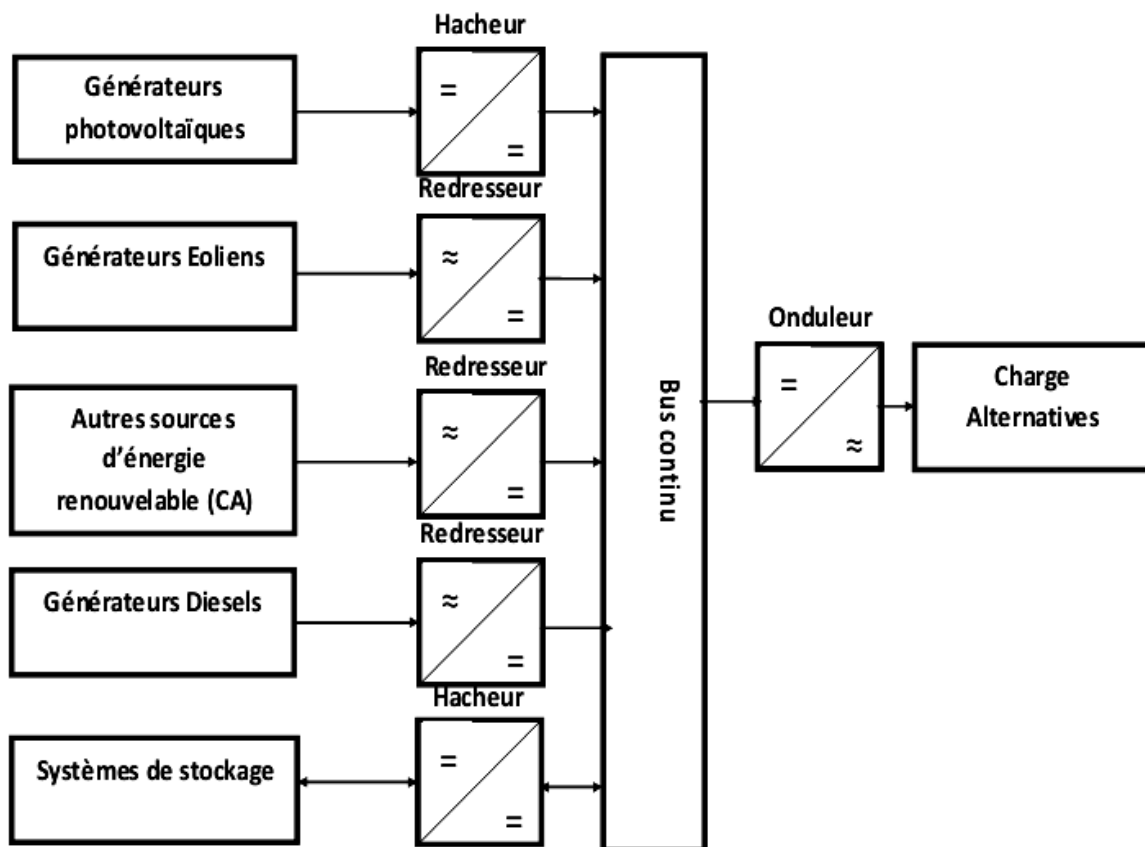 Hacheur
Générateurs
photovoltaïques
=
=
Redresseur
Générateurs Eoliens
≈
=
Redresseur
Autres sources
d'énergie
renouvelable (CA)
≈
=
Redresseur
Générateurs Diesels
≈
=
Hacheur
Systèmes de stockage
=
=
Bus continu
Onduleur
=
≈
Charge
Alternatives